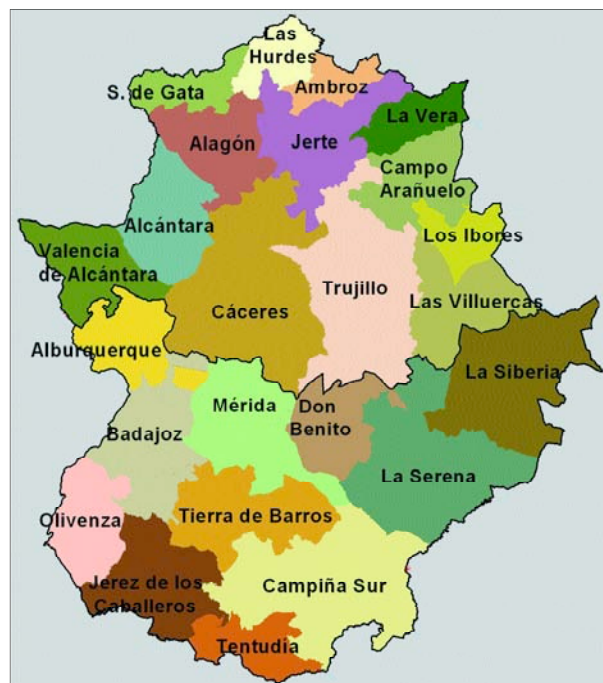 Las
Hurdes
Ambroz
S. de Gata
La Vera
Alagón
Jerte
Campo
Arañuelo
Alcántara
Los Ibores
Valencia
de Alcántara
Trujillo
Las Villuercas
Cáceres
Alburquerque
La Siberia
Mérida
Don
Benito
Badajoz
La Serena
Olivenza
Tierra de Barros
Jerez de los
Caballeros
Campiña Sur
Tentudia